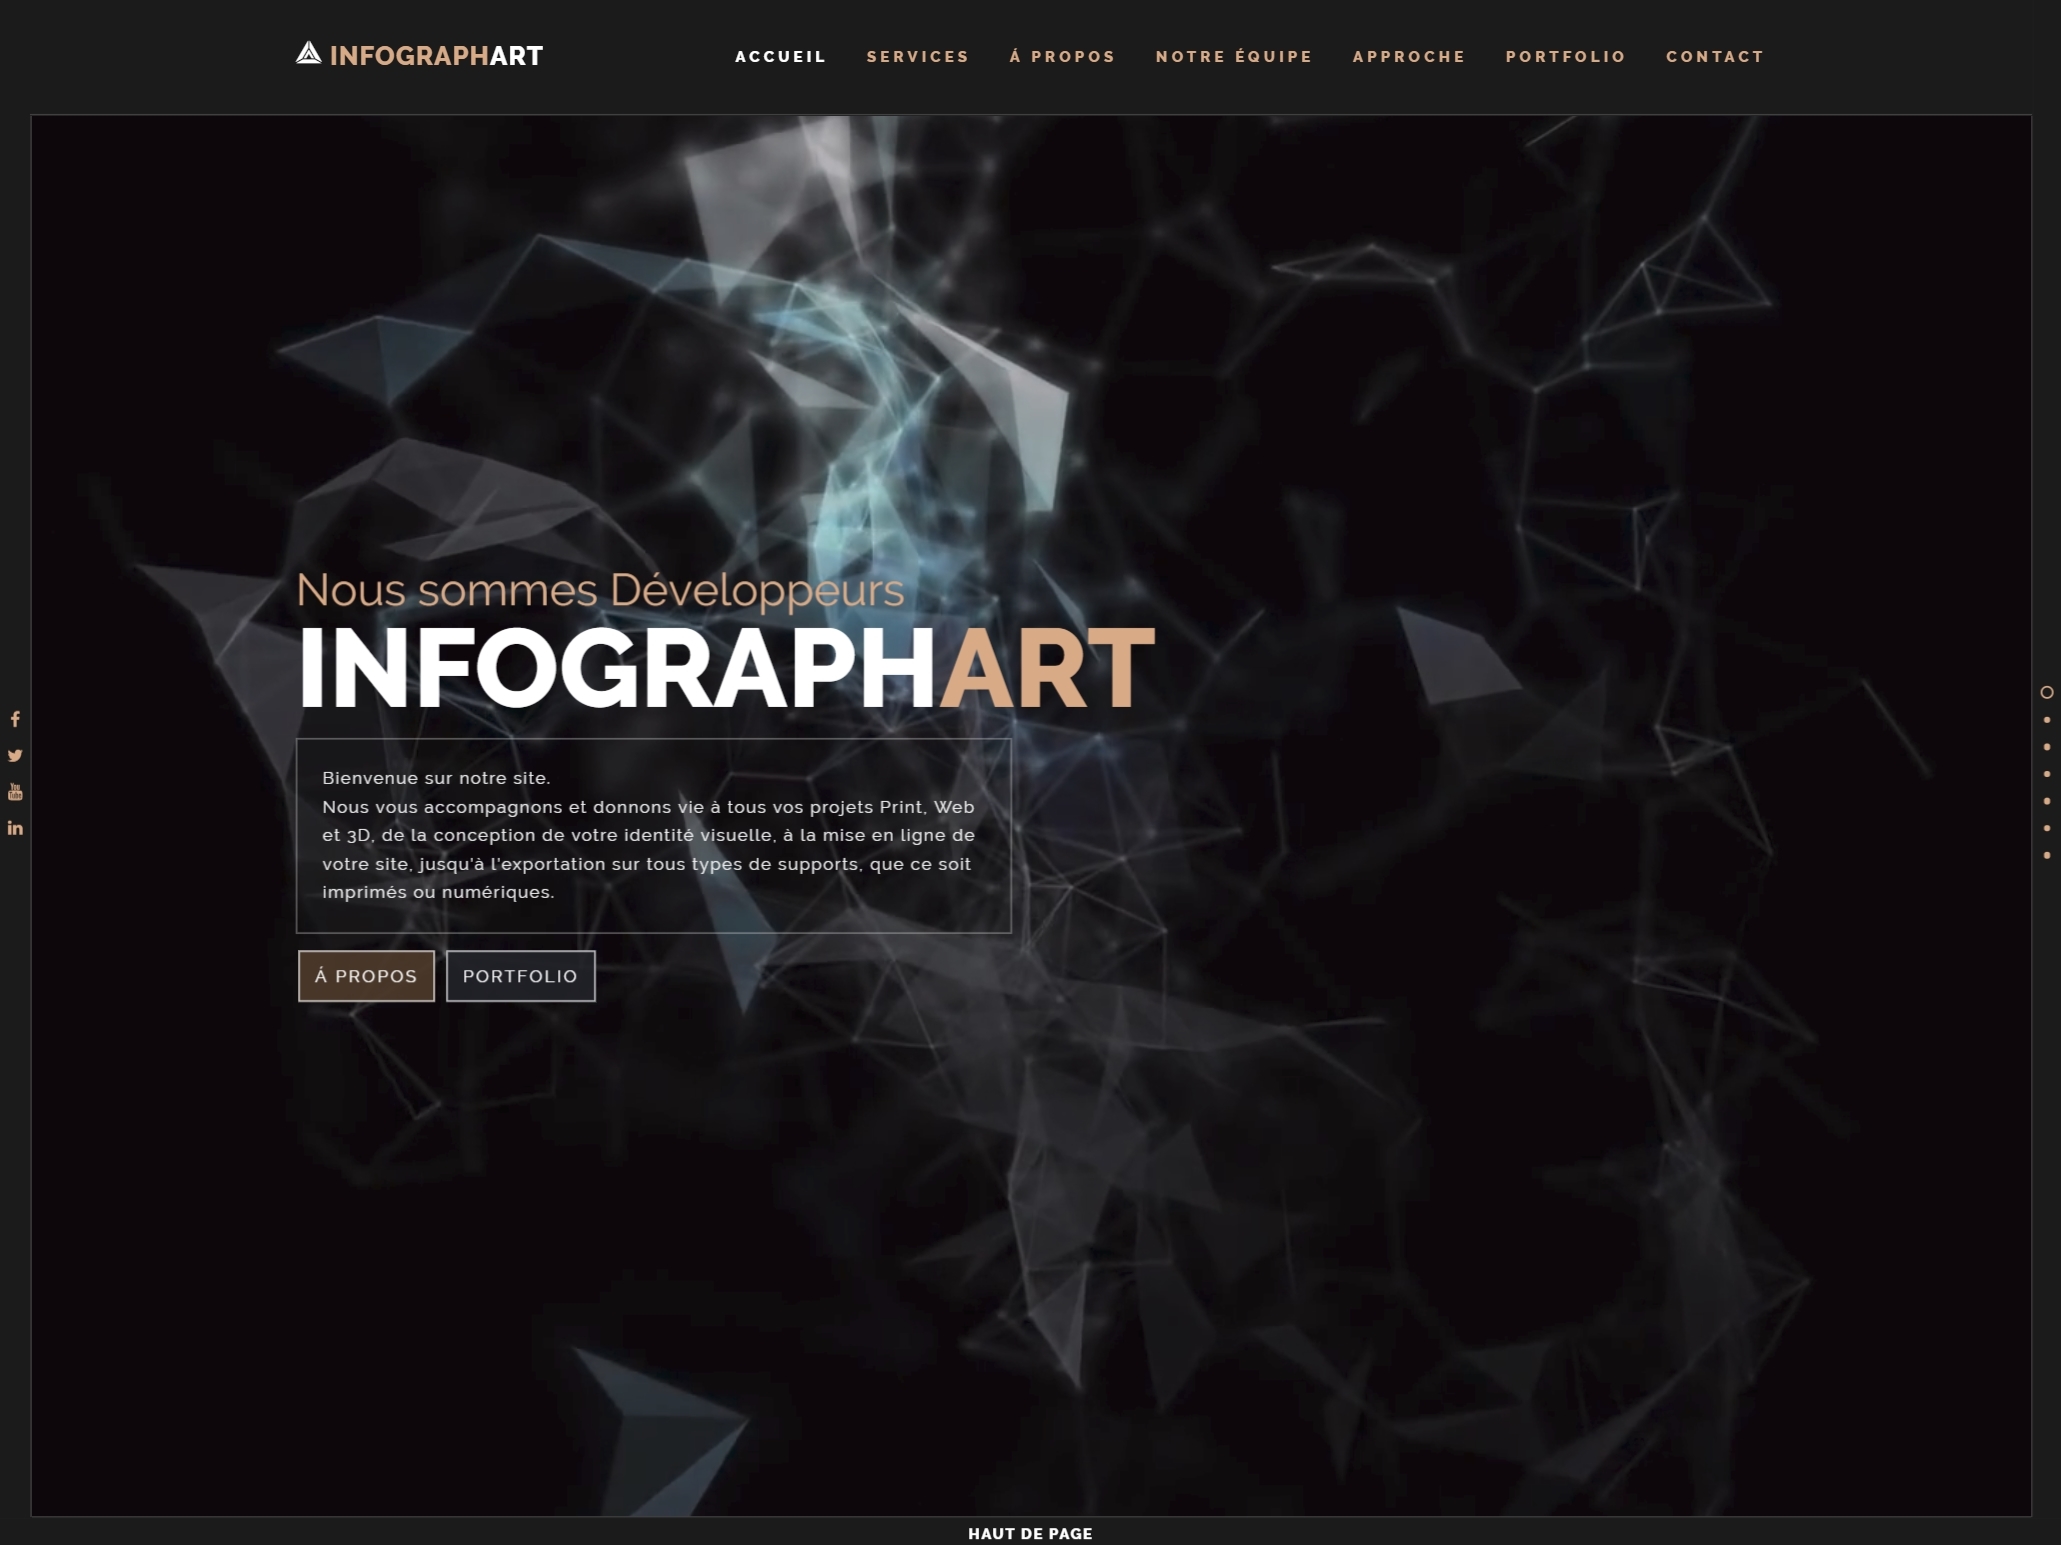 INFOGRAPHART
ACCUEIL SERVICES Á PROPOS NOTRE ÉQUIPE APPROCHE PORTFOLIO CONTACT
Nous sommes Développeurs
INFOGRAPHART
Bienvenue sur notre site.
Nous vous accompagnons et donnons vie à tous vos projets Print, Web
et 3D, de la conception de votre identité visuelle, à la mise en ligne de
votre site, jusqu'à l'exportation sur tous types de supports, que ce soit
imprimés ou numériques.
Á PROPOS PORTFOLIO
HAUT DE PAGE